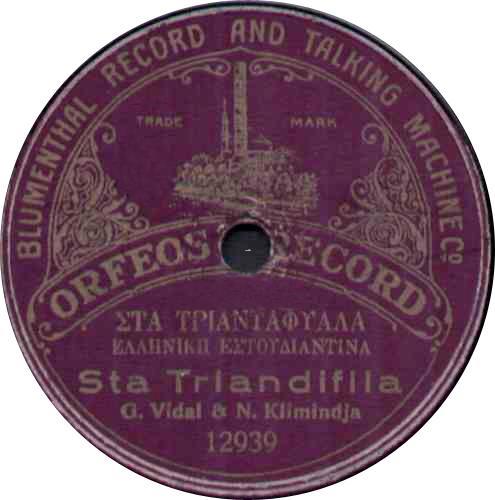 BLUMENTHAL RECORD AND TALKING MACHINE Co
TRADE MARK
ORFEOS RECORD
ΣΤΑ ΤΡΙΑΝΤΑΦΥΛΛΑ
ΕΛΛΗΝΙΚΗ ΕΣΤΟΥΔΙΑΝΤΙΝΑ
Sta Triandifila
G. Vidal & N. Klimindja
12939